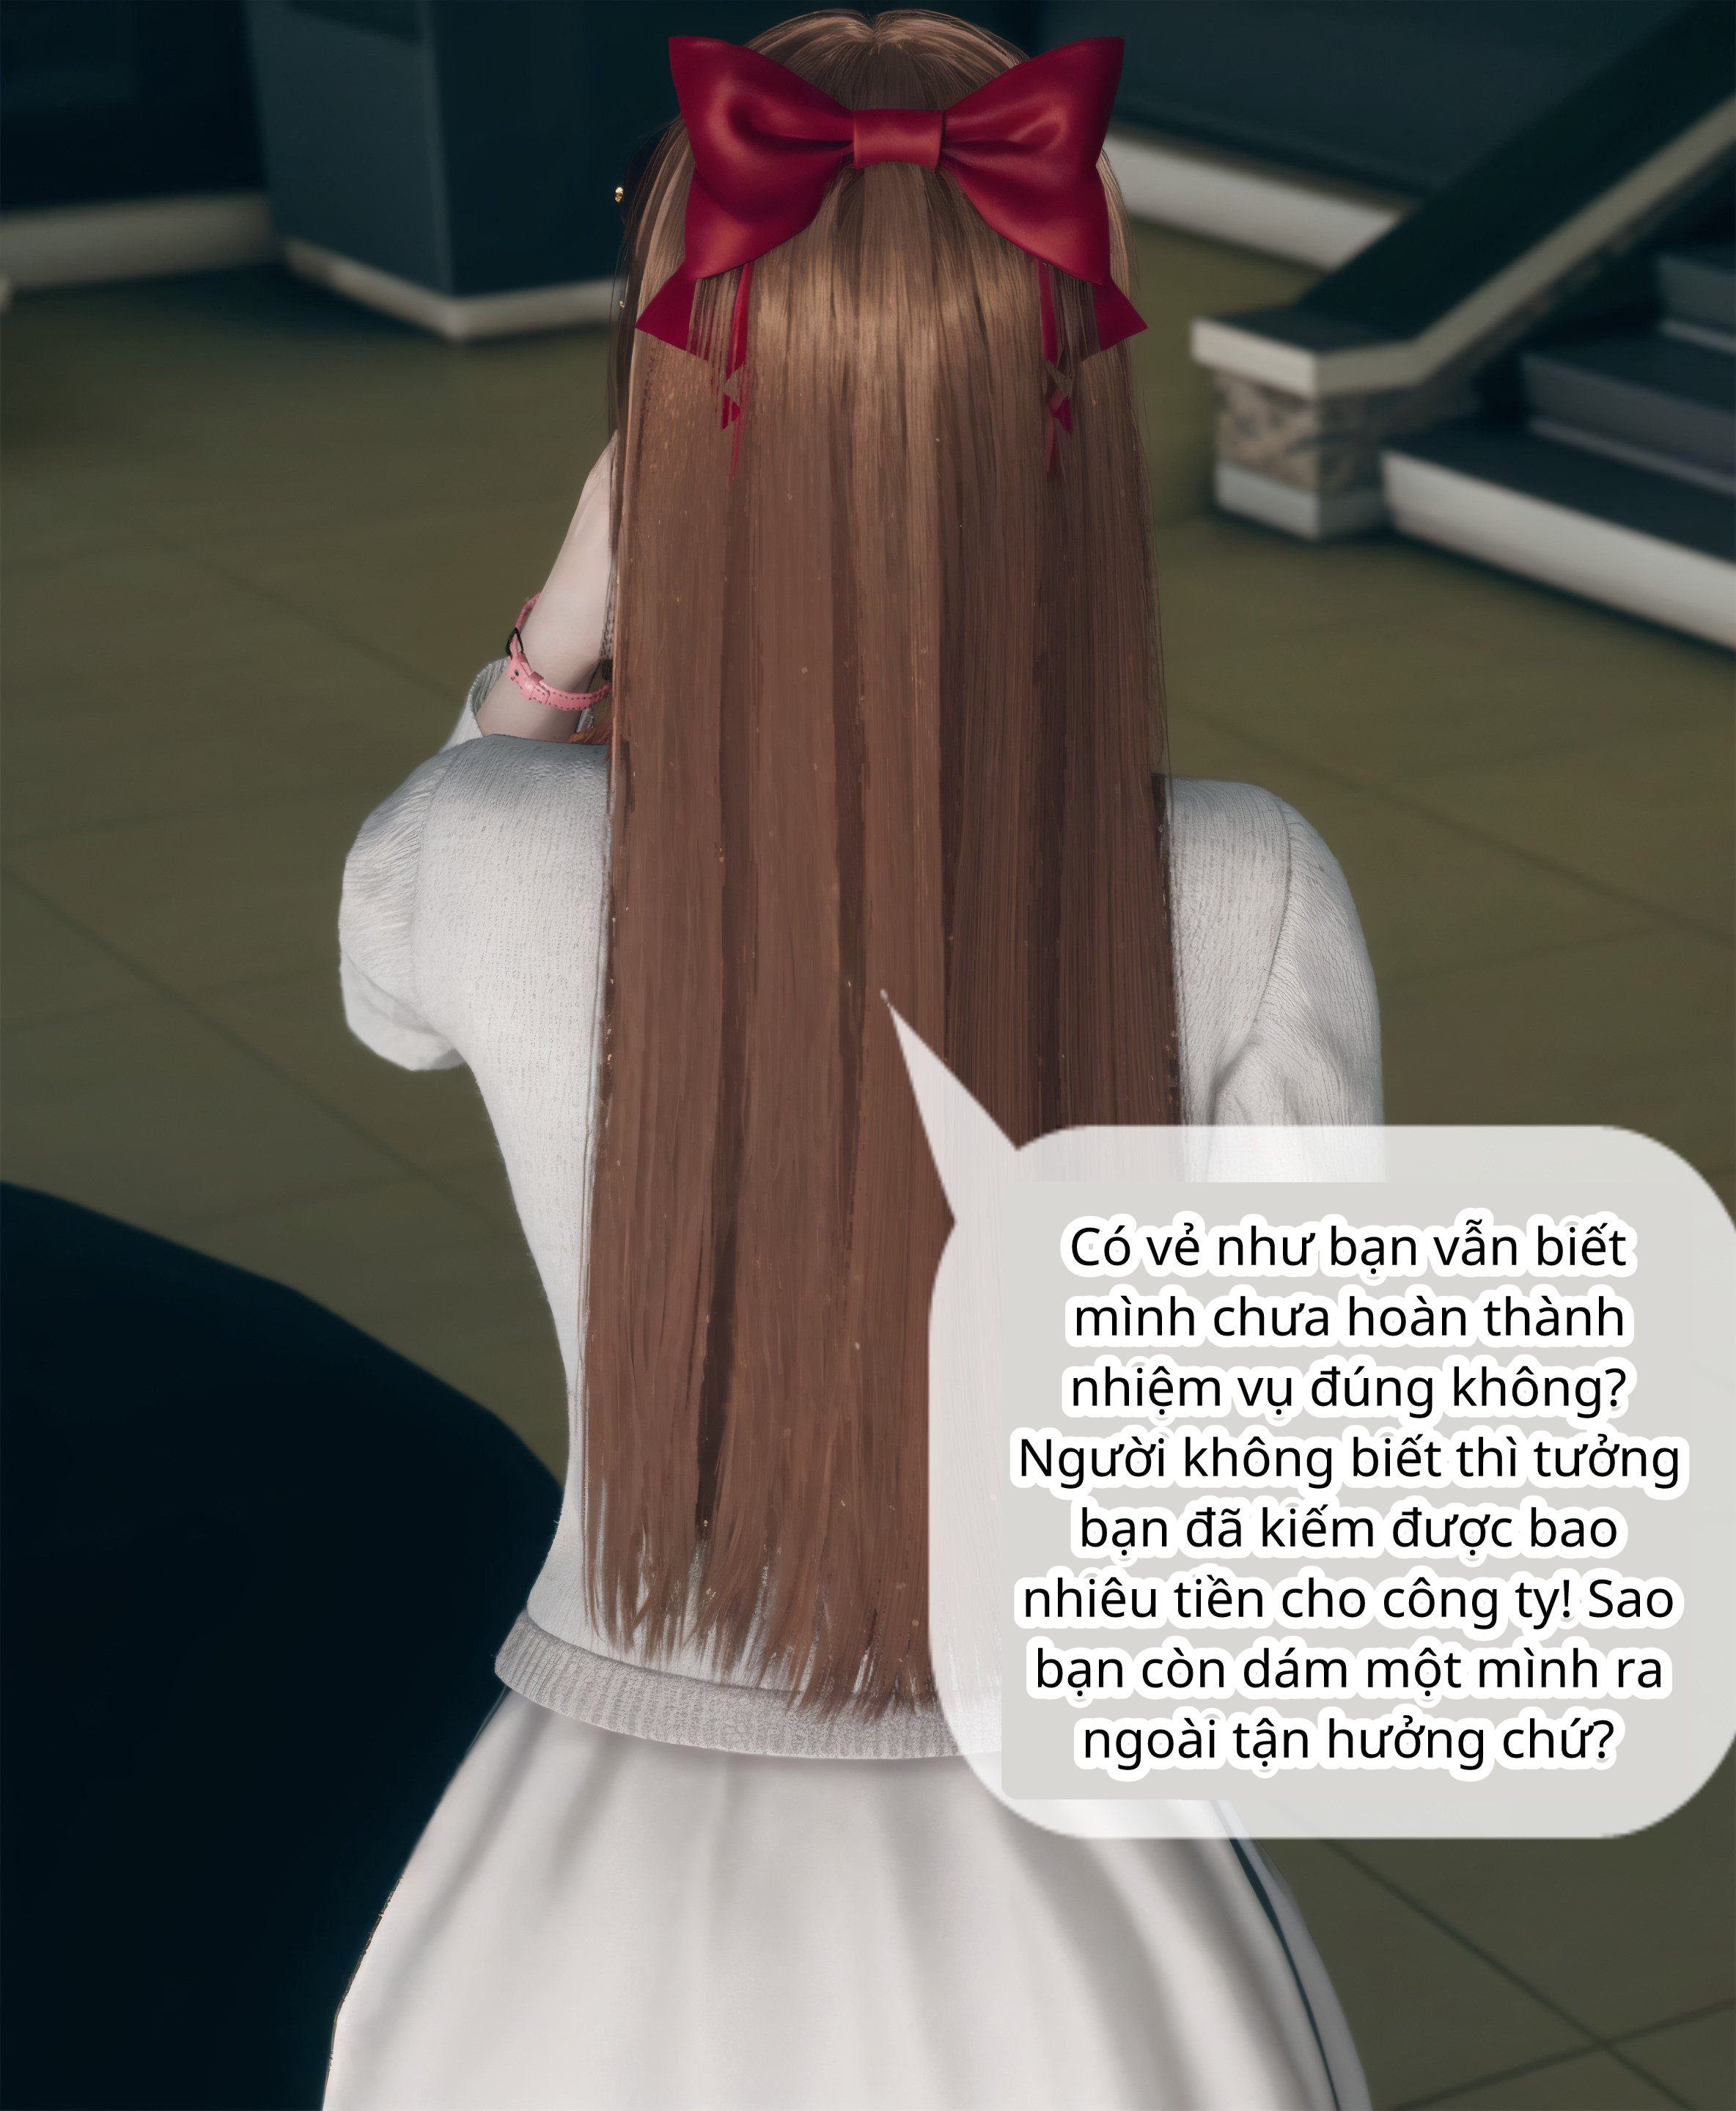 Có vẻ như bạn vẫn biết
mình chưa hoàn thành
nhiệm vụ đúng không?
Người không biết thì tưởng
bạn đã kiếm được bao
nhiêu tiền cho công ty! Sao
bạn còn dám một mình ra
ngoài tận hưởng chứ?